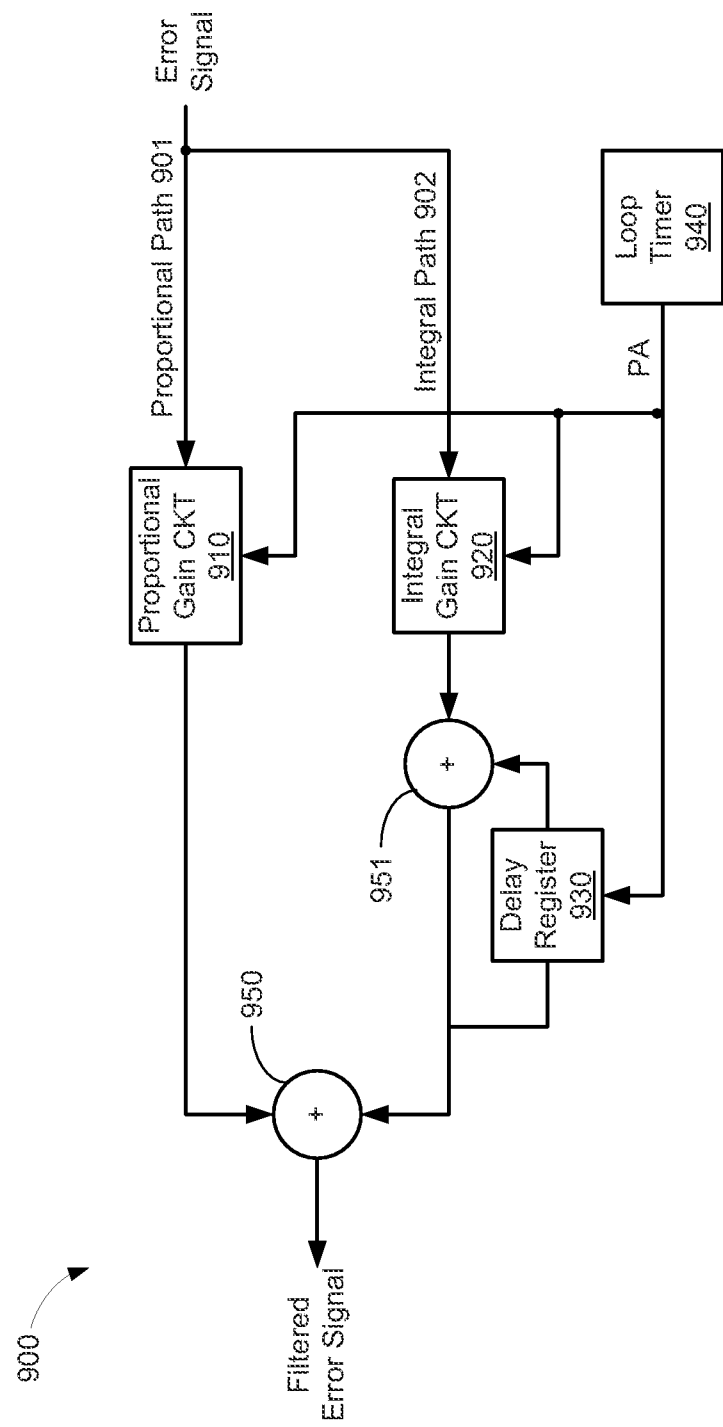 900
Error
Signal
Proportional Path 901
Integral Path 902
Proportional
Gain CKT
910
Integral
Gain CKT
920
Loop
Timer
940
PA
+
951
Delay
Register
930
+
950
Filtered
Error Signal